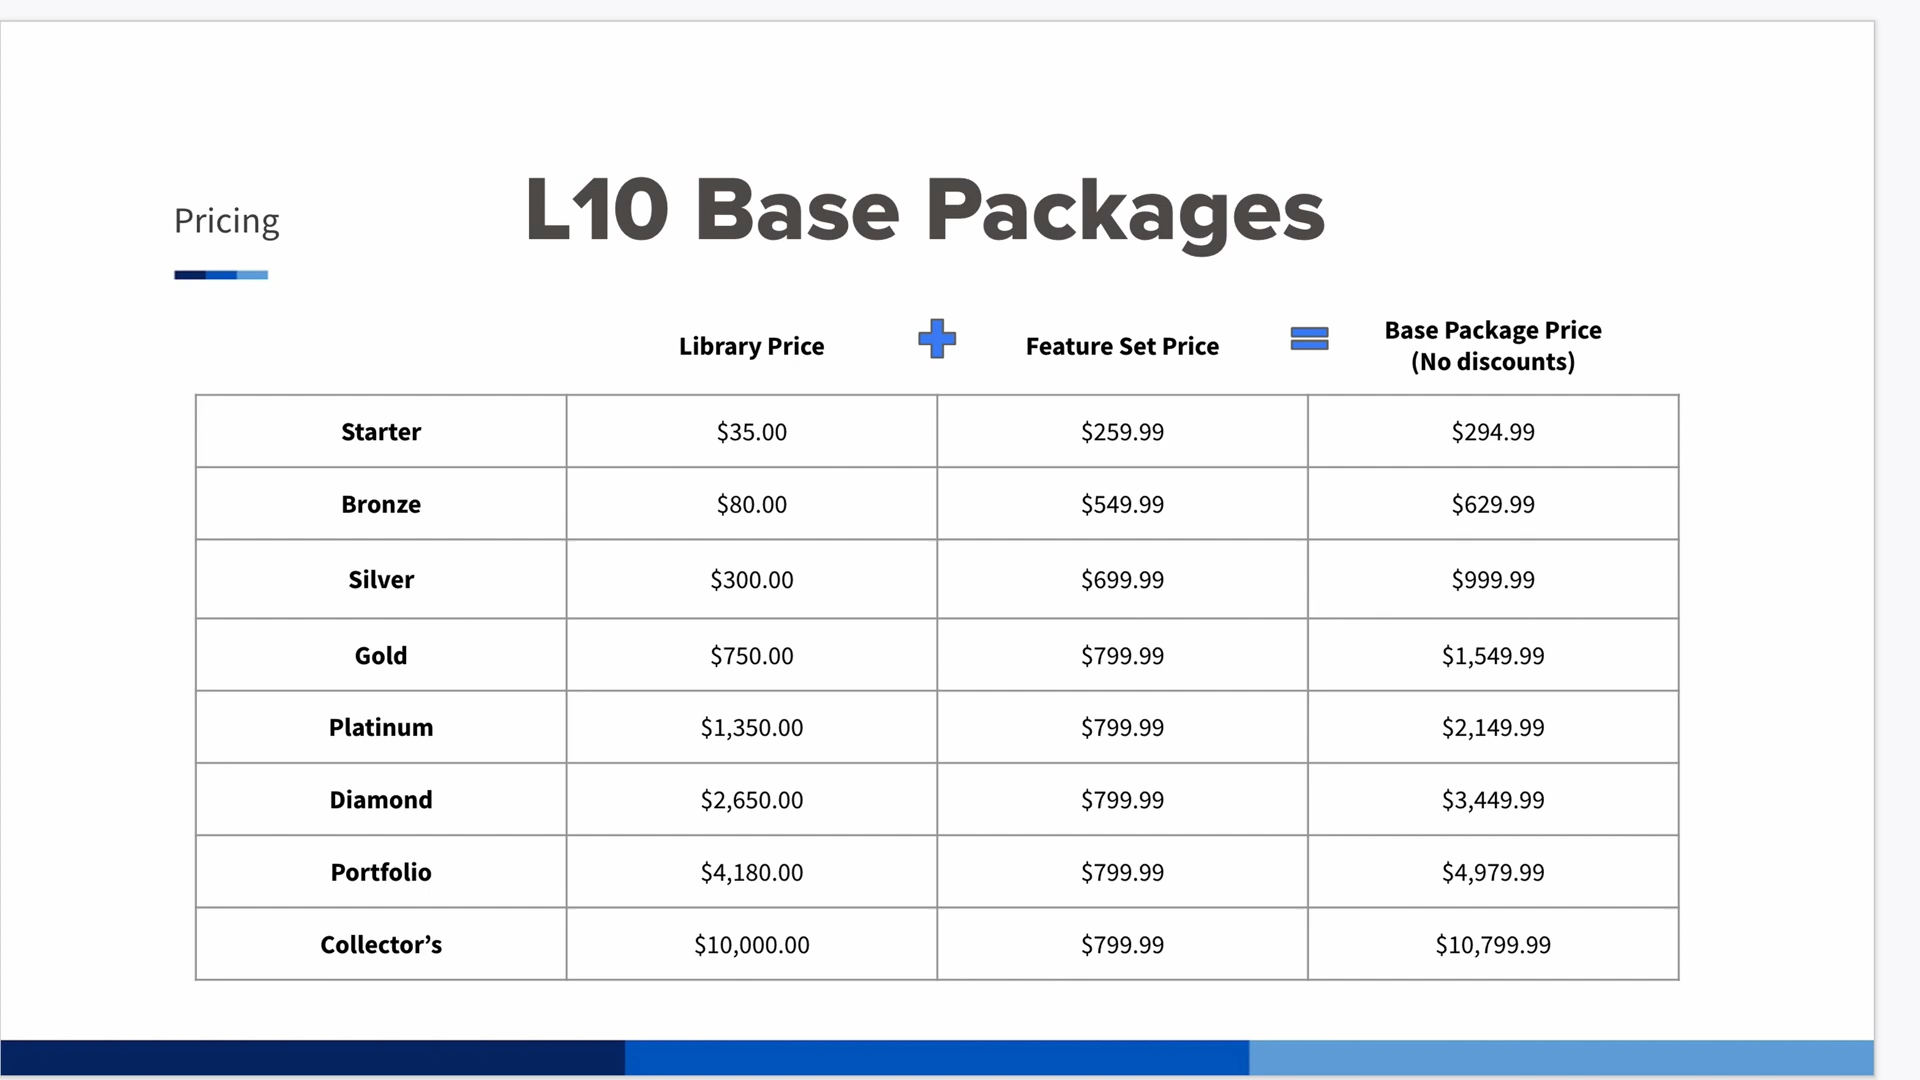 Pricing
L10 Base Packages
Library Price Feature Set Price Base Package Price
(No discounts)
Starter $35.00 $259.99 $294.99
Bronze $80.00 $549.99 $629.99
Silver $300.00 $699.99 $999.99
Gold $750.00 $799.99 $1,549.99
Platinum $1,350.00 $799.99 $2,149.99
Diamond $2,650.00 $799.99 $3,449.99
Portfolio $4,180.00 $799.99 $4,979.99
Collector’s $10,000.00 $799.99 $10,799.99